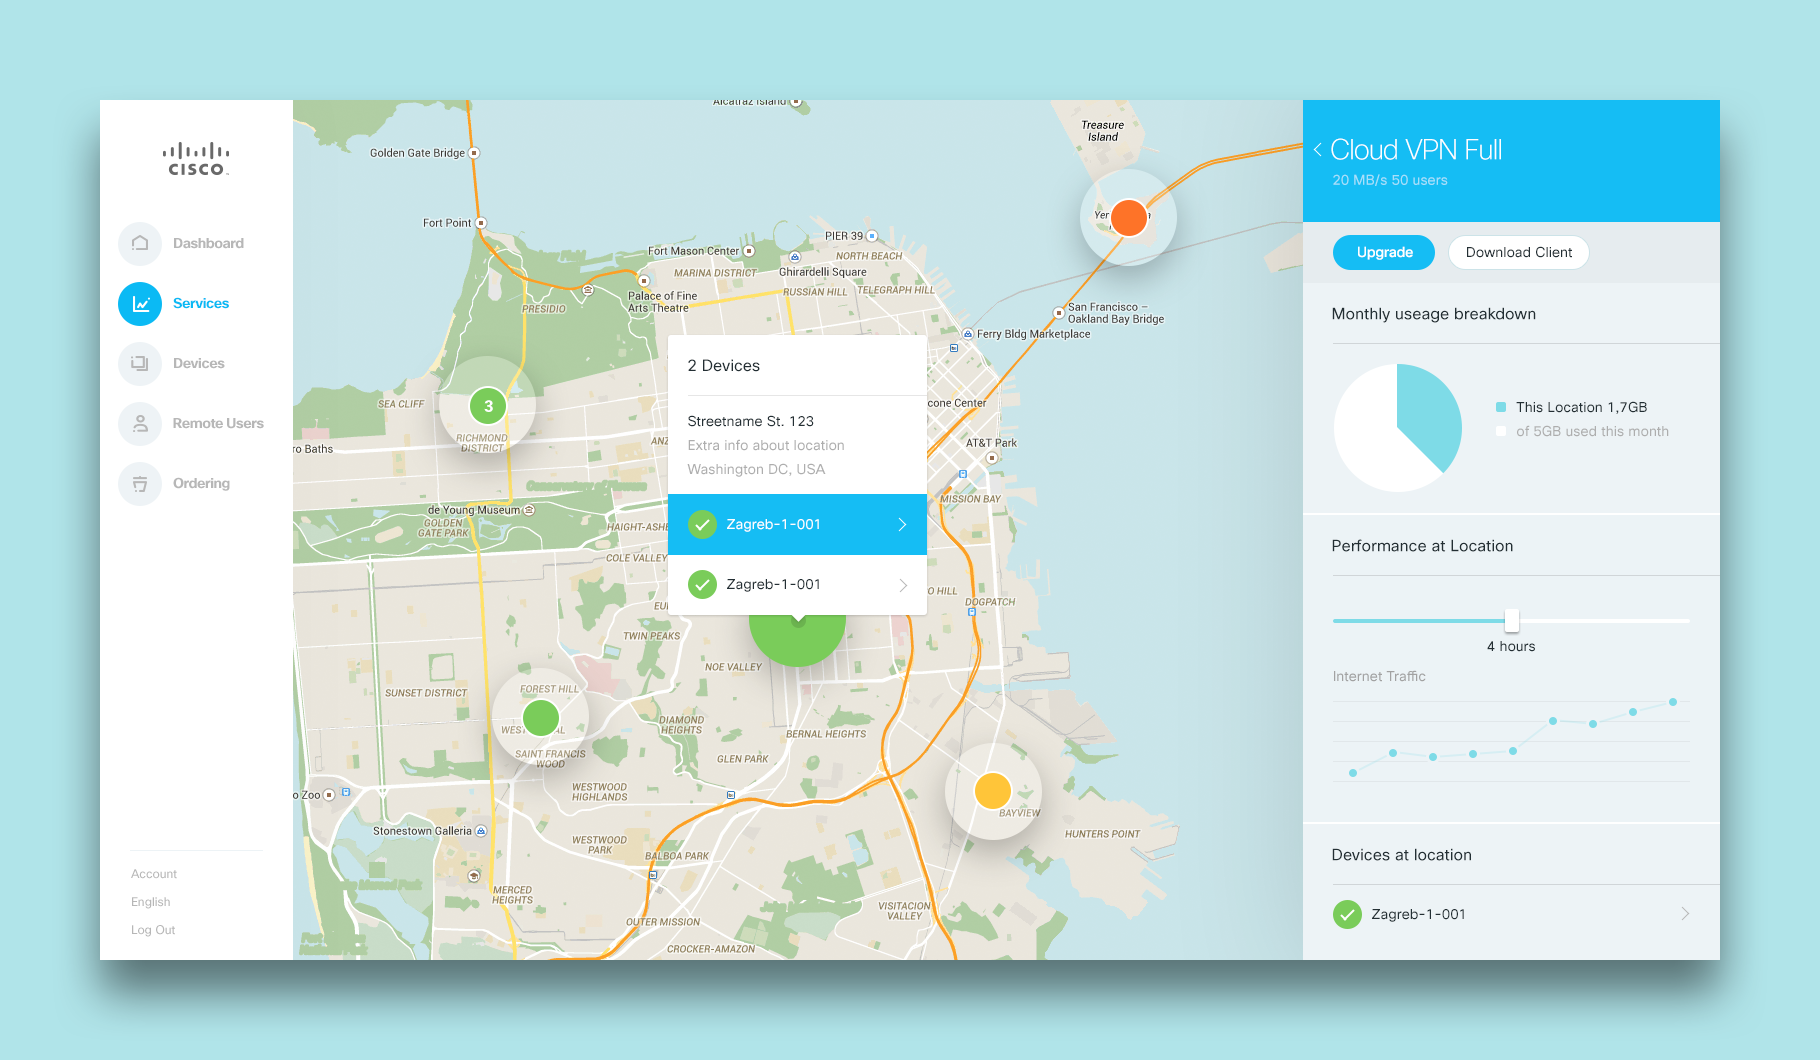 CISCO
Dashboard
Services
Devices
Remote Users
Ordering
Account
English
Log Out
Alcatraz Island
Treasure
Island
Golden Gate Bridge
Fort Point
PIER 39
Fort Mason Center
NORTH BEACH
MARINA DISTRICT
Ghirardelli Square
Palace of Fine
Arts Theatre
RUSSIAN HILL
TELEGRAPH HILL
PRESIDIO
San Francisco –
Oakland Bay Bridge
Ferry Bldg Marketplace
SEA CLIFF
3
RICHMOND
DISTRICT
ro Baths
ANZ
cone Center
AT&T Park
MISSION BAY
de Young Museum
GOLDEN
GATE PARK
HAIGHT-ASHB
COLE VALLEY
EU
O HILL
DOGPATCH
TWIN PEAKS
NOE VALLEY
SUNSET DISTRICT
FOREST HILL
SAINT FRANCIS
WOOD
DIAMOND
HEIGHTS
BERNAL HEIGHTS
GLEN PARK
WESTWOOD
HIGHLANDS
o Zoo
Stonestown Galleria
WESTWOOD
PARK
BALBOA PARK
BAYVIEW
HUNTERS POINT
MERCED
HEIGHTS
OUTER MISSION
VISITACION
VALLEY
CROCKER-AMAZON
2 Devices
Streetname St. 123
Extra info about location
Washington DC, USA
Zagreb-1-001
Zagreb-1-001
Cloud VPN Full
20 MB/s 50 users
Upgrade
Download Client
Monthly useage breakdown
This Location 1,7GB
of 5GB used this month
Performance at Location
4 hours
Internet Traffic
Devices at location
Zagreb-1-001